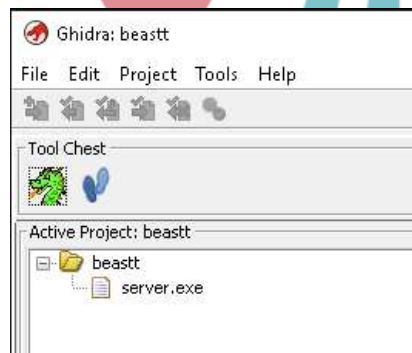 Ghidra: beastt
File Edit Project Tools Help
Tool Chest
Active Project: beastt
beastt
server.exe